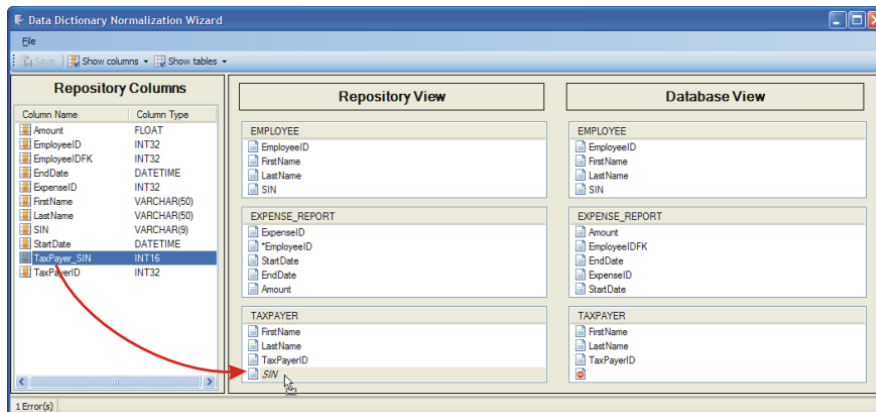 Data Dictionary Normalization Wizard
File
Save Show columns Show tables
Repository Columns
Column Name Column Type
Amount FLOAT
EmployeeID INT32
EmployeeIDFK INT32
EndDate DATETIME
ExpenseID INT32
FirstName VARCHAR(50)
LastName VARCHAR(50)
SIN VARCHAR(9)
StartDate DATETIME
TaxPayer_SIN INT16
TaxPayerID INT32
Repository View
EMPLOYEE
EmployeeID
FirstName
LastName
SIN
EXPENSE_REPORT
ExpenseID
*EmployeeID
StartDate
EndDate
Amount
TAXPAYER
FirstName
LastName
TaxPayerID
SIN
Database View
EMPLOYEE
EmployeeID
FirstName
LastName
SIN
EXPENSE_REPORT
Amount
EmployeeIDFK
EndDate
ExpenseID
StartDate
TAXPAYER
FirstName
LastName
TaxPayerID
1 Error(s)